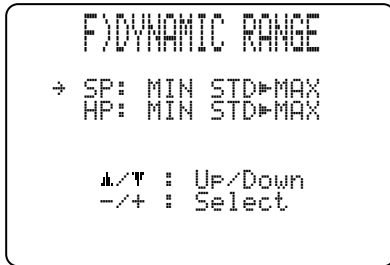 F)DYNAMIC RANGE
→ SP: MIN STD►MAX
HP: MIN STD►MAX
▲/▼ : Up/Down
-/+ : Select